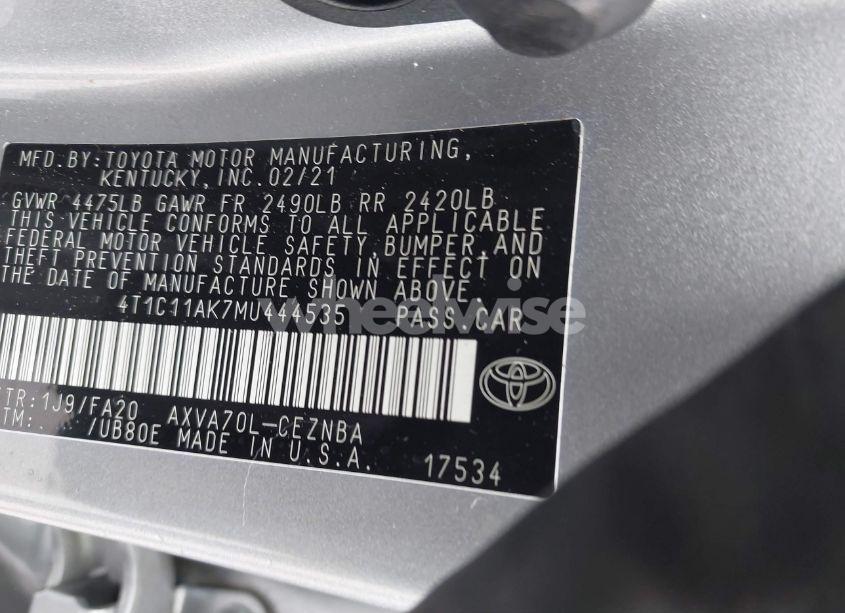 MFD. BY: TOYOTA MOTOR MANUFACTURING,
KENTUCKY, INC. 02/21
GVWR 4475LB GAWR FR 2490LB RR 2420LB
THIS VEHICLE CONFORMS TO ALL APPLICABLE
FEDERAL MOTOR VEHICLE SAFETY, BUMPER, AND
THEFT PREVENTION STANDARDS IN EFFECT ON
THE DATE OF MANUFACTURE SHOWN ABOVE.
4T1C11AK7MU444535 PASS.CAR
wheelwise
TR: 1J9/FA20 AXVA70L-CEZNBA
TM: /UB80E MADE IN U.S.A. 17534